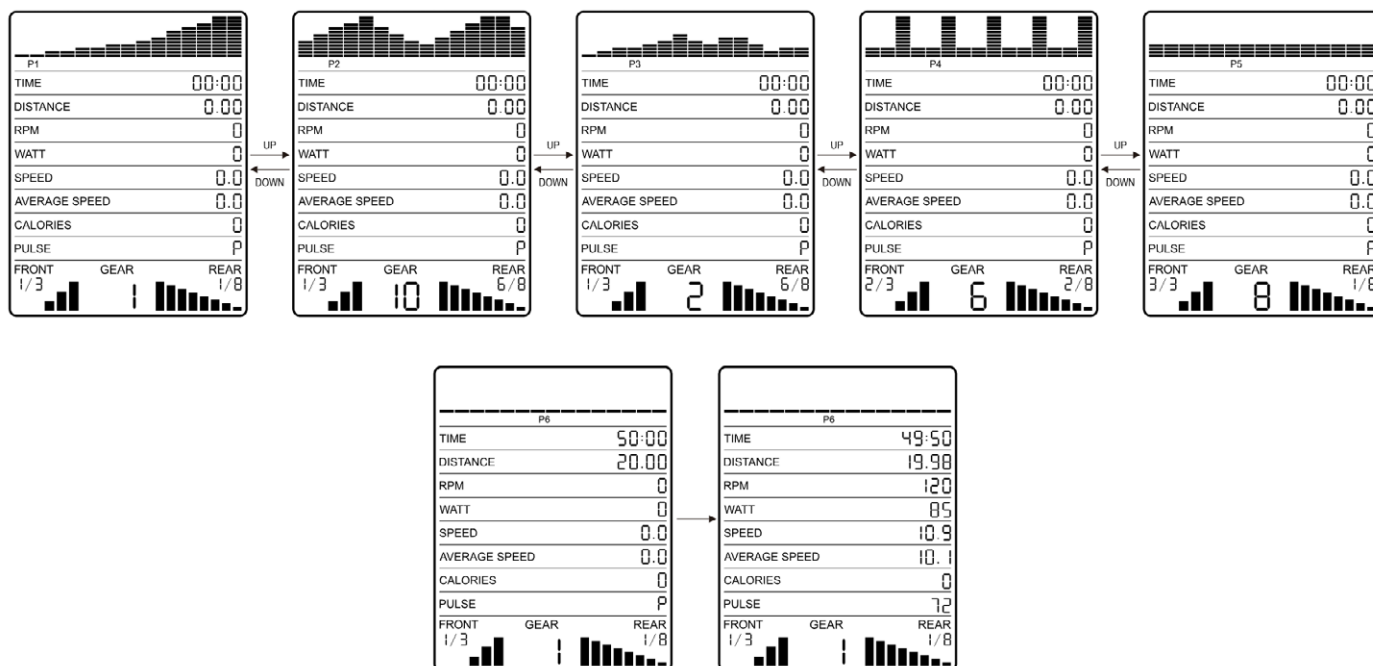 P1
TIME 00:00
DISTANCE 0.00
RPM 0
WATT 0
SPEED 0.0
AVERAGE SPEED 0.0
CALORIES 0
PULSE P
FRONT GEAR REAR
1/3 1 1/8
UP
DOWN
P2
TIME 00:00
DISTANCE 0.00
RPM 0
WATT 0
SPEED 0.0
AVERAGE SPEED 0.0
CALORIES 0
PULSE P
FRONT GEAR REAR
1/3 10 6/8
UP
DOWN
P3
TIME 00:00
DISTANCE 0.00
RPM 0
WATT 0
SPEED 0.0
AVERAGE SPEED 0.0
CALORIES 0
PULSE P
FRONT GEAR REAR
1/3 2 6/8
UP
DOWN
P4
TIME 00:00
DISTANCE 0.00
RPM 0
WATT 0
SPEED 0.0
AVERAGE SPEED 0.0
CALORIES 0
PULSE P
FRONT GEAR REAR
2/3 6 2/8
UP
DOWN
P5
TIME 00:00
DISTANCE 0.00
RPM 0
WATT 0
SPEED 0.0
AVERAGE SPEED 0.0
CALORIES 0
PULSE P
FRONT GEAR REAR
3/3 8 1/8
P6
TIME 50:00
DISTANCE 20.00
RPM 0
WATT 0
SPEED 0.0
AVERAGE SPEED 0.0
CALORIES 0
PULSE P
FRONT GEAR REAR
1/3 1 1/8
P6
TIME 49:50
DISTANCE 19.98
RPM 120
WATT 85
SPEED 10.9
AVERAGE SPEED 10.1
CALORIES 0
PULSE 72
FRONT GEAR REAR
1/3 1 1/8